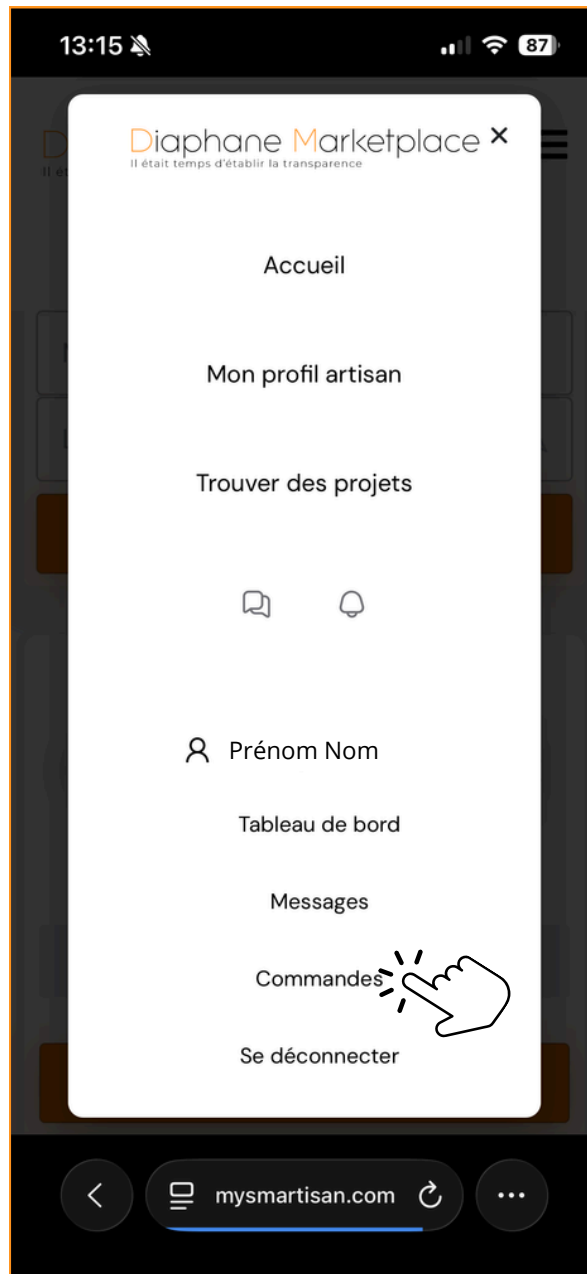 13:15
87
Diaphane Marketplace
Il était temps d'établir la transparence
Accueil
Mon profil artisan
Trouver des projets
Prénom Nom
Tableau de bord
Messages
Commandes
Se déconnecter
mysmartisan.com